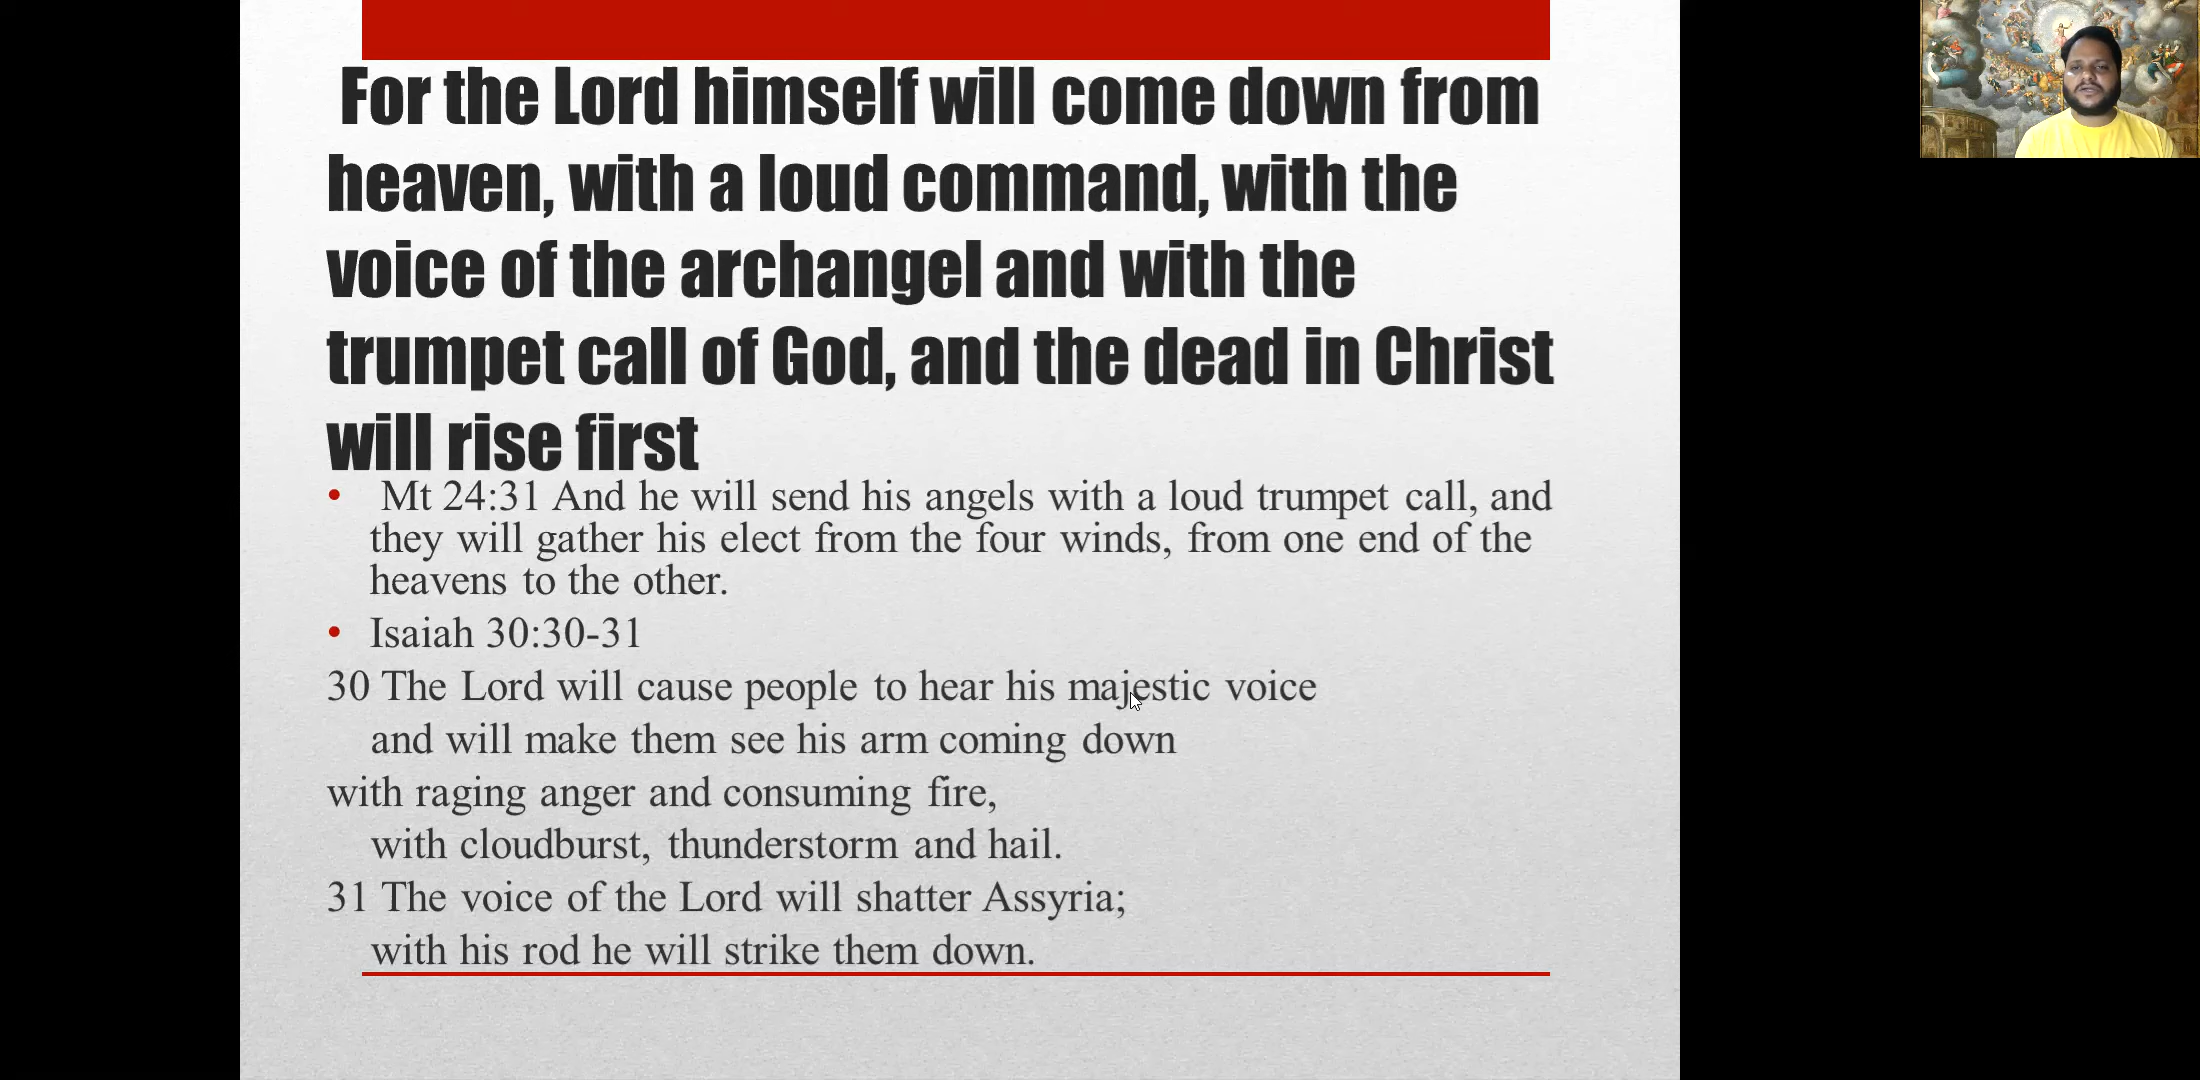 For the Lord himself will come down from
heaven, with a loud command, with the
voice of the archangel and with the
trumpet call of God, and the dead in Christ
will rise first
• Mt 24:31 And he will send his angels with a loud trumpet call, and
they will gather his elect from the four winds, from one end of the
heavens to the other.
• Isaiah 30:30-31
30 The Lord will cause people to hear his majestic voice
and will make them see his arm coming down
with raging anger and consuming fire,
with cloudburst, thunderstorm and hail.
31 The voice of the Lord will shatter Assyria;
with his rod he will strike them down.